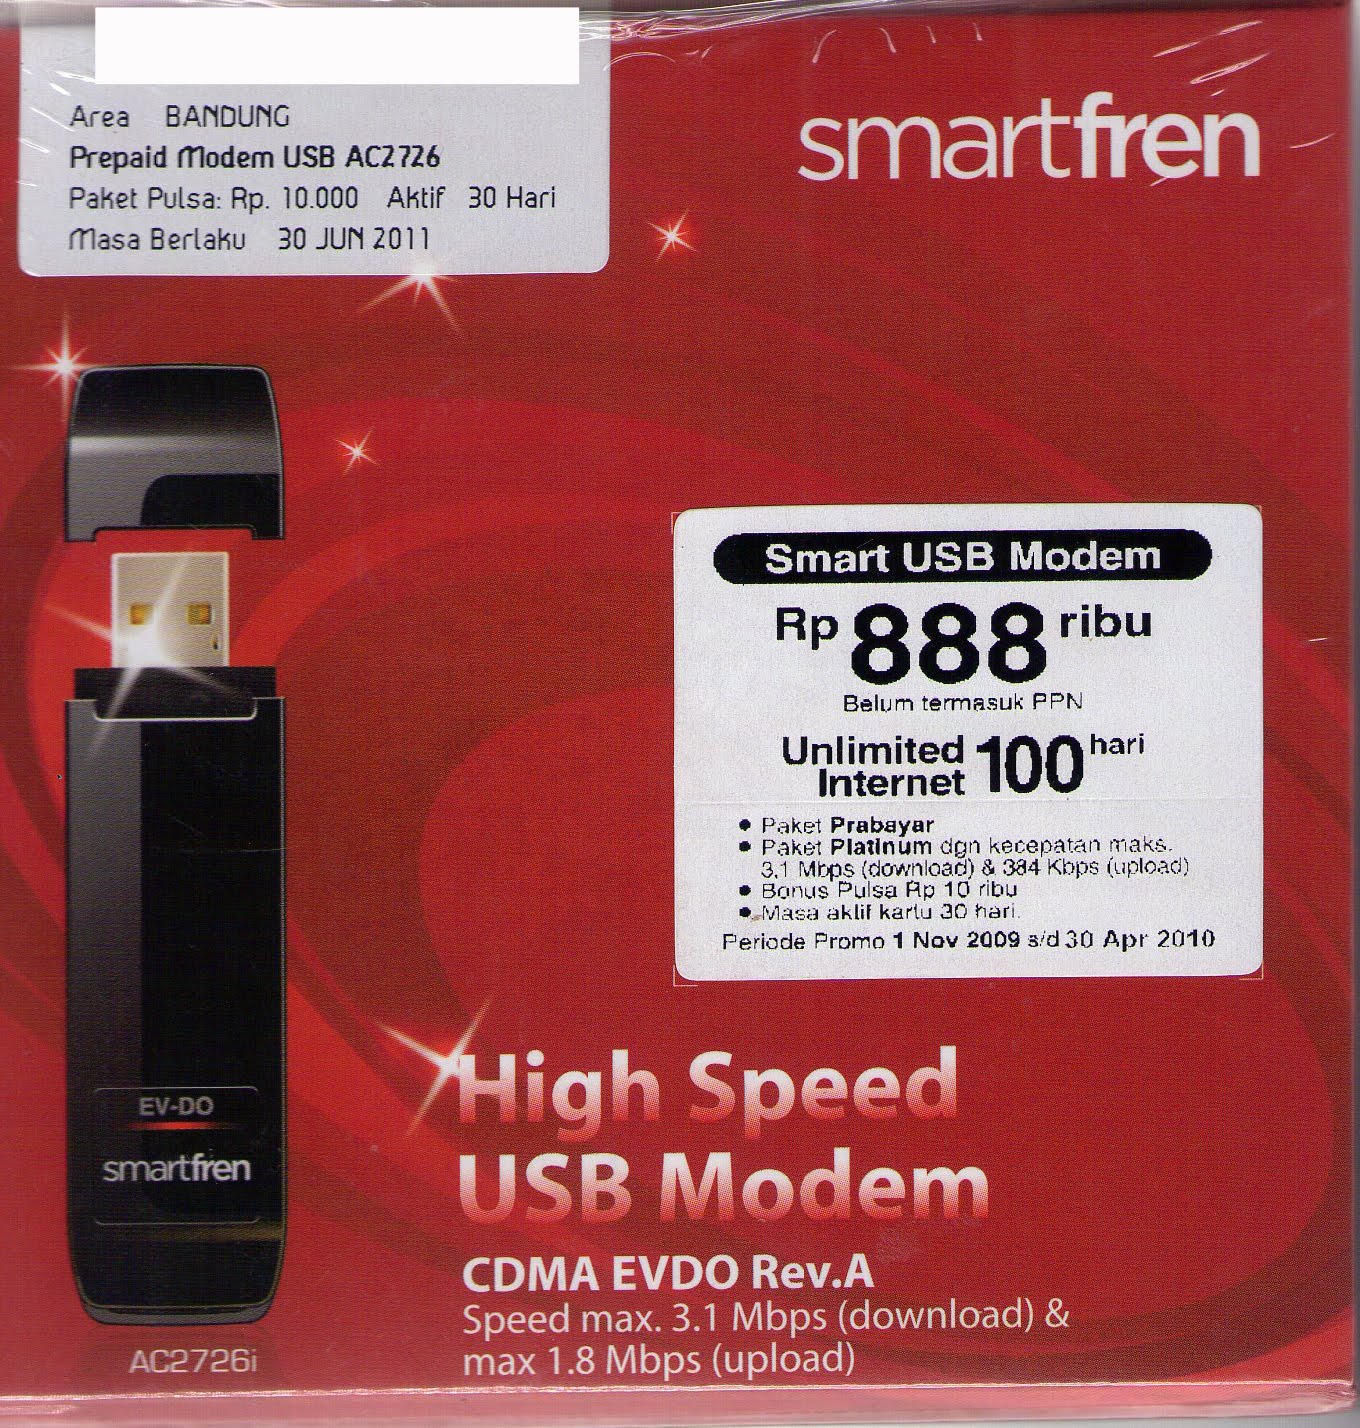 Area BANDUNG
Prepaid Modem USB AC2726
Paket Pulsa: Rp. 10.000 Aktif 30 Hari
Masa Berlaku 30 JUN 2011
smartfren
Smart USB Modem
Rp 888 ribu
Belum termasuk PPN
Unlimited Internet 100 hari
• Paket Prabayar
• Paket Platinum dgn kecepatan maks.
3,1 Mbps (download) & 384 Kbps (upload)
• Bonus Pulsa Rp 10 ribu
• Masa aktif kartu 30 hari.
Periode Promo 1 Nov 2009 s/d 30 Apr 2010
EV-DO
smartfren
AC2726i
High Speed
USB Modem
CDMA EVDO Rev.A
Speed max. 3.1 Mbps (download) &
max 1.8 Mbps (upload)